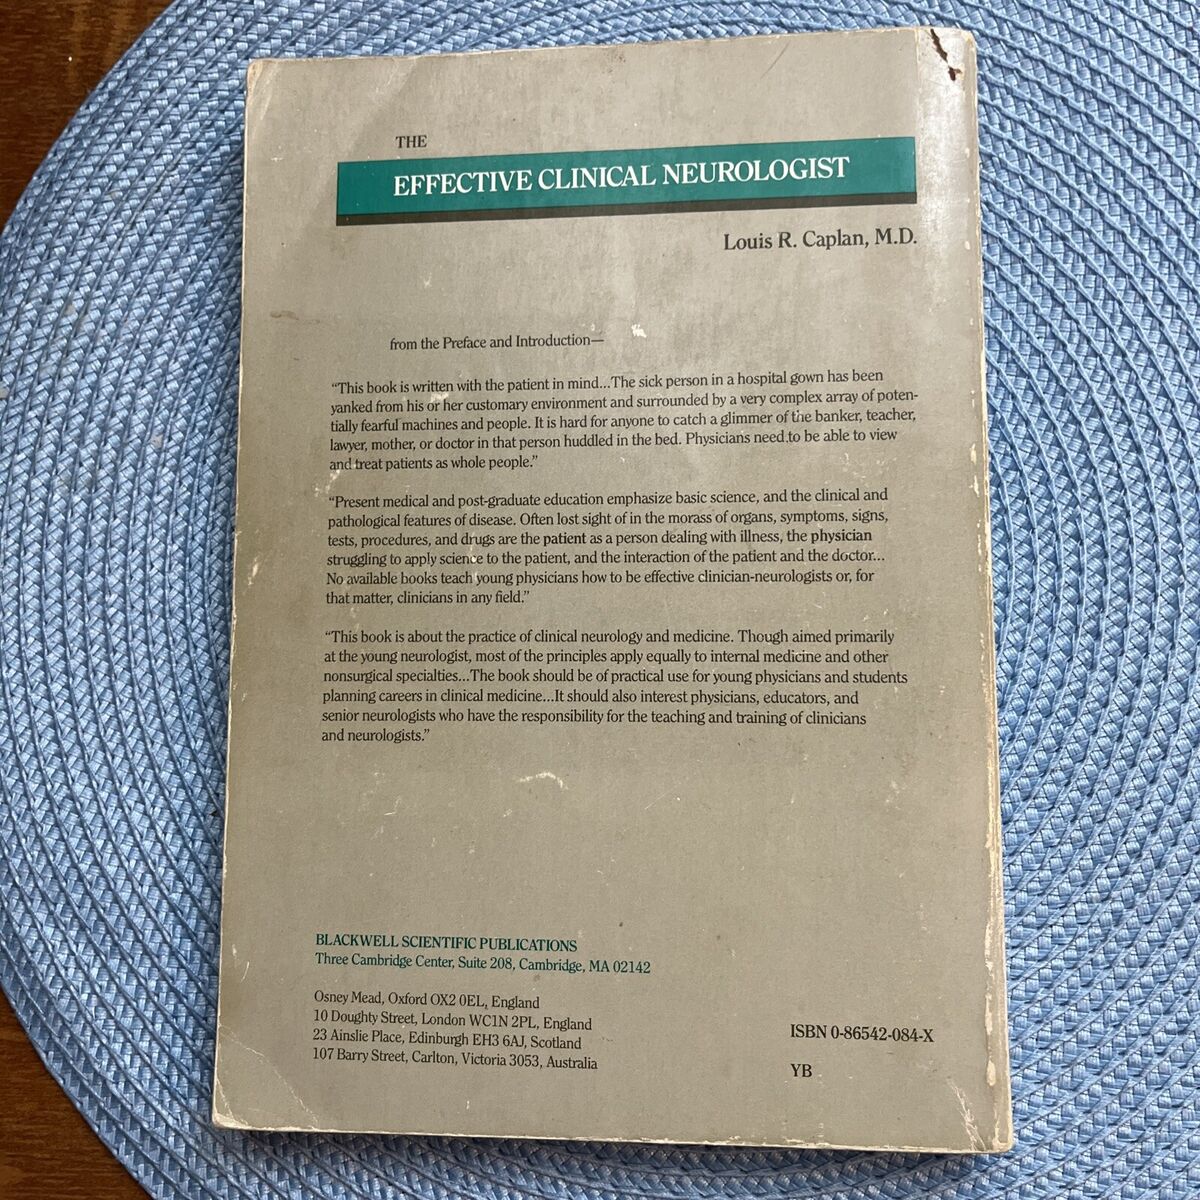 THE
EFFECTIVE CLINICAL NEUROLOGIST
Louis R. Caplan, M.D.
from the Preface and Introduction—
“This book is written with the patient in mind...The sick person in a hospital gown has been
yanked from his or her customary environment and surrounded by a very complex array of poten-
tially fearful machines and people. It is hard for anyone to catch a glimmer of the banker, teacher,
lawyer, mother, or doctor in that person huddled in the bed. Physicians need to be able to view
and treat patients as whole people.”
“Present medical and post-graduate education emphasize basic science, and the clinical and
pathological features of disease. Often lost sight of in the morass of organs, symptoms, signs,
tests, procedures, and drugs are the patient as a person dealing with illness, the physician
struggling to apply science to the patient, and the interaction of the patient and the doctor...
No available books teach young physicians how to be effective clinician-neurologists or, for
that matter, clinicians in any field.”
“This book is about the practice of clinical neurology and medicine. Though aimed primarily
at the young neurologist, most of the principles apply equally to internal medicine and other
nonsurgical specialties...The book should be of practical use for young physicians and students
planning careers in clinical medicine...It should also interest physicians, educators, and
senior neurologists who have the responsibility for the teaching and training of clinicians
and neurologists.”
BLACKWELL SCIENTIFIC PUBLICATIONS
Three Cambridge Center, Suite 208, Cambridge, MA 02142
Osney Mead, Oxford OX2 0EL, England
10 Doughty Street, London WC1N 2PL, England
23 Ainslie Place, Edinburgh EH3 6AJ, Scotland
107 Barry Street, Carlton, Victoria 3053, Australia
ISBN 0-86542-084-X
YB